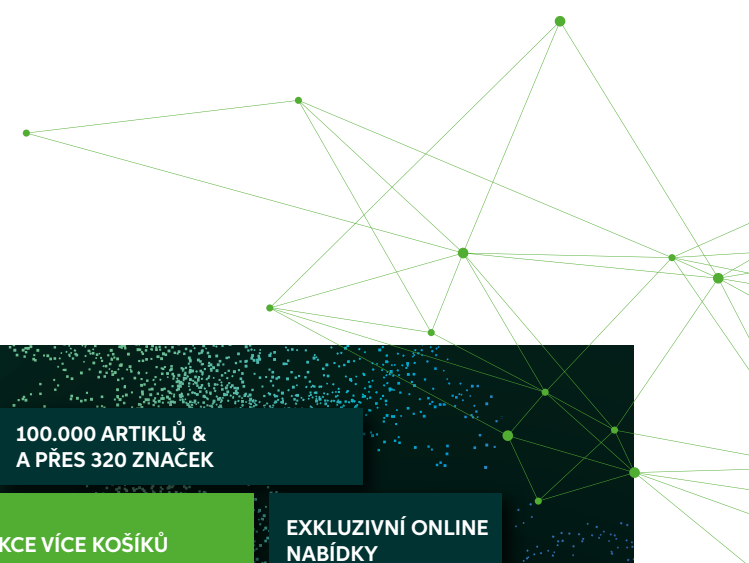 100.000 ARTIKLŮ &
A PŘES 320 ZNAČEK
KCE VÍCE KOŠÍKŮ
EXKLUZIVNÍ ONLINE
NABÍDKY